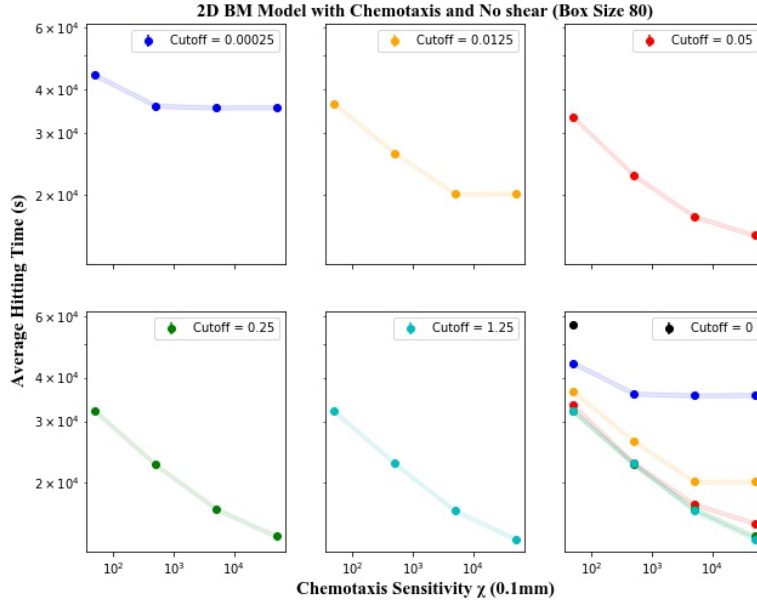 2D BM Model with Chemotaxis and No shear (Box Size 80)
6 × 10⁴
4 × 10⁴
3 × 10⁴
2 × 10⁴
Cutoff = 0.00025
Cutoff = 0.0125
Cutoff = 0.05
Average Hitting Time (s)
6 × 10⁴
4 × 10⁴
3 × 10⁴
2 × 10⁴
Cutoff = 0.25
Cutoff = 1.25
Cutoff = 0
10² 10³ 10⁴
10² 10³ 10⁴
10² 10³ 10⁴
Chemotaxis Sensitivity χ (0.1mm)